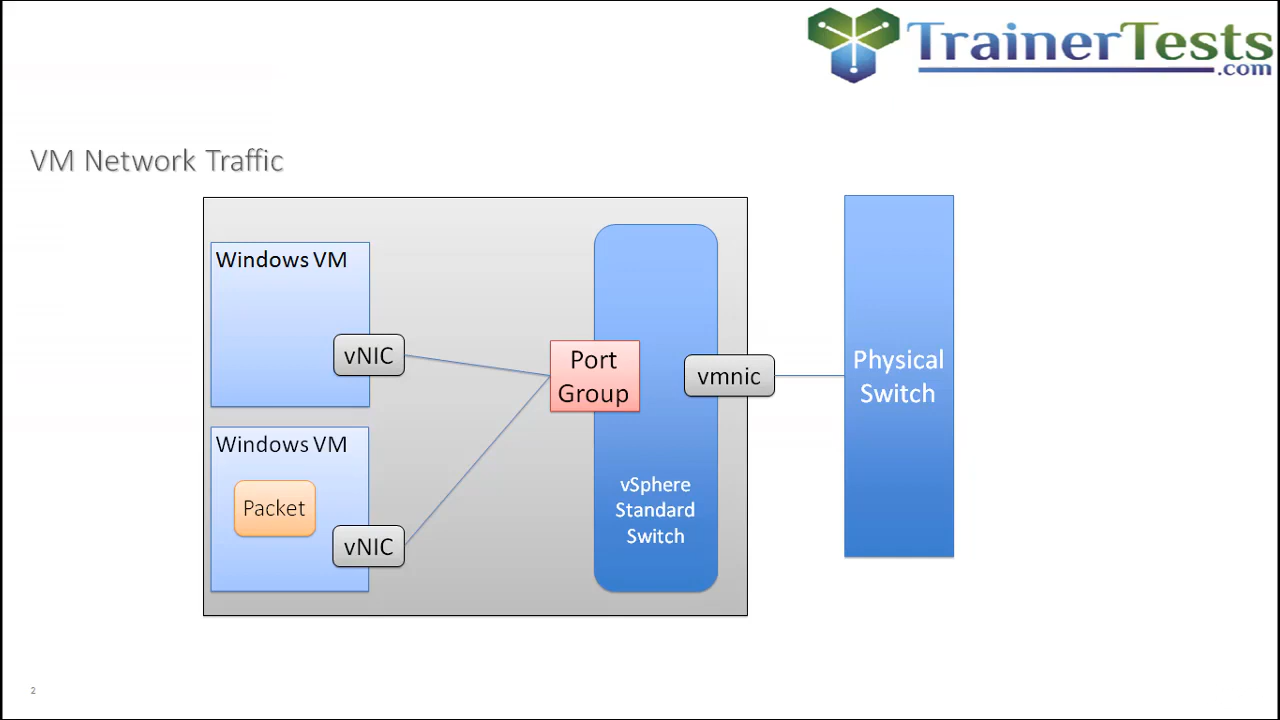 TrainerTests
.com
VM Network Traffic
Windows VM
vNIC
Windows VM
Packet
vNIC
Port
Group
vSphere
Standard
Switch
vmnic
Physical
Switch
2